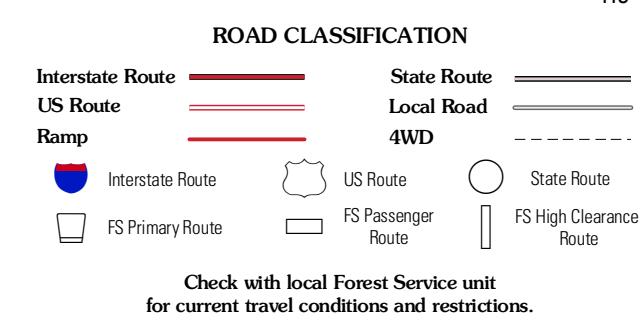 ROAD CLASSIFICATION
Interstate Route
State Route
US Route
Local Road
Ramp
4WD
Interstate Route
US Route
State Route
FS Primary Route
FS Passenger
Route
FS High Clearance
Route
Check with local Forest Service unit
for current travel conditions and restrictions.